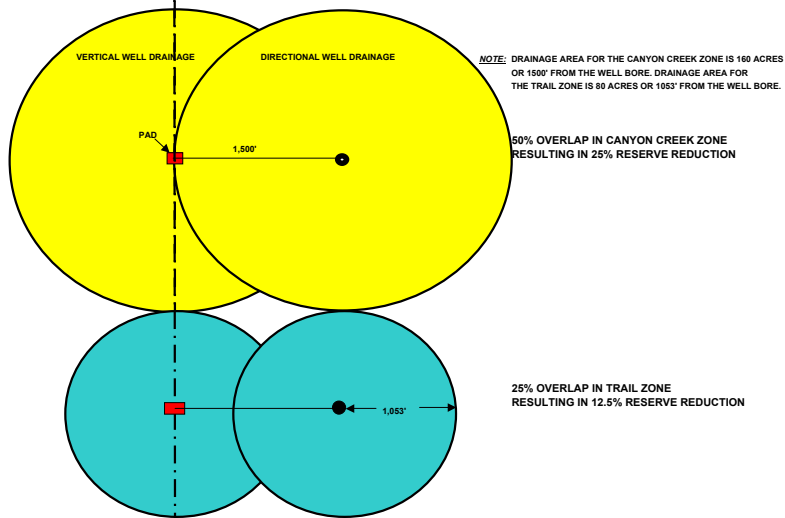 VERTICAL WELL DRAINAGE
DIRECTIONAL WELL DRAINAGE
NOTE: DRAINAGE AREA FOR THE CANYON CREEK ZONE IS 160 ACRES
OR 1500' FROM THE WELL BORE. DRAINAGE AREA FOR
THE TRAIL ZONE IS 80 ACRES OR 1053' FROM THE WELL BORE.
PAD
1,500'
50% OVERLAP IN CANYON CREEK ZONE
RESULTING IN 25% RESERVE REDUCTION
25% OVERLAP IN TRAIL ZONE
RESULTING IN 12.5% RESERVE REDUCTION
1,053'